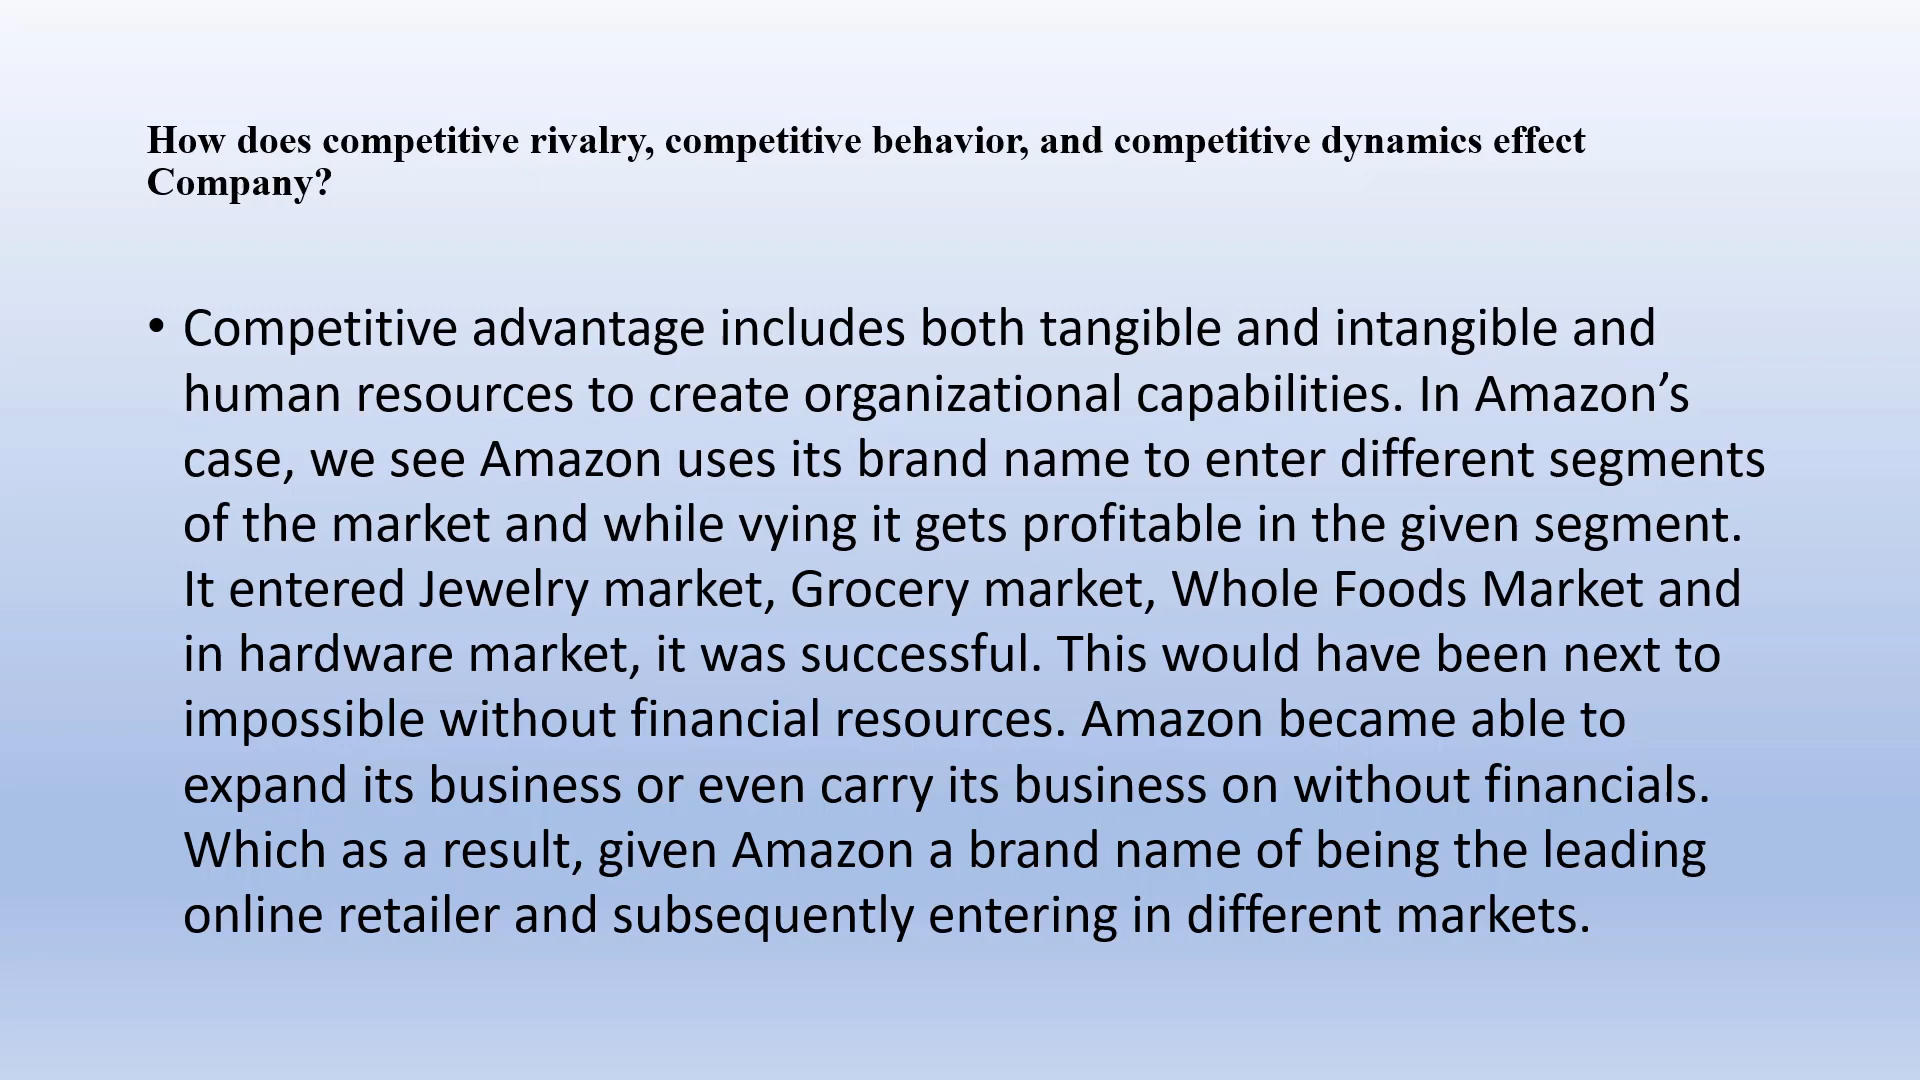 How does competitive rivalry, competitive behavior, and competitive dynamics effect
Company?
• Competitive advantage includes both tangible and intangible and
human resources to create organizational capabilities. In Amazon’s
case, we see Amazon uses its brand name to enter different segments
of the market and while vying it gets profitable in the given segment.
It entered Jewelry market, Grocery market, Whole Foods Market and
in hardware market, it was successful. This would have been next to
impossible without financial resources. Amazon became able to
expand its business or even carry its business on without financials.
Which as a result, given Amazon a brand name of being the leading
online retailer and subsequently entering in different markets.